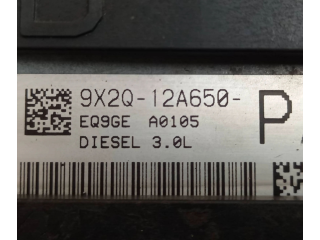 9X2Q-12A650-
EQ9GE A0105
DIESEL 3.0L
P